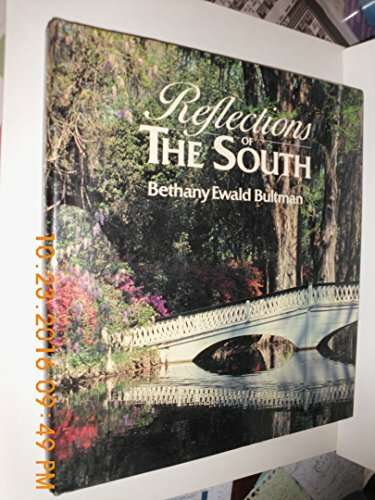 Reflections
OF
THE SOUTH
Bethany Ewald Bultman
10.29.2016 09:49 PM